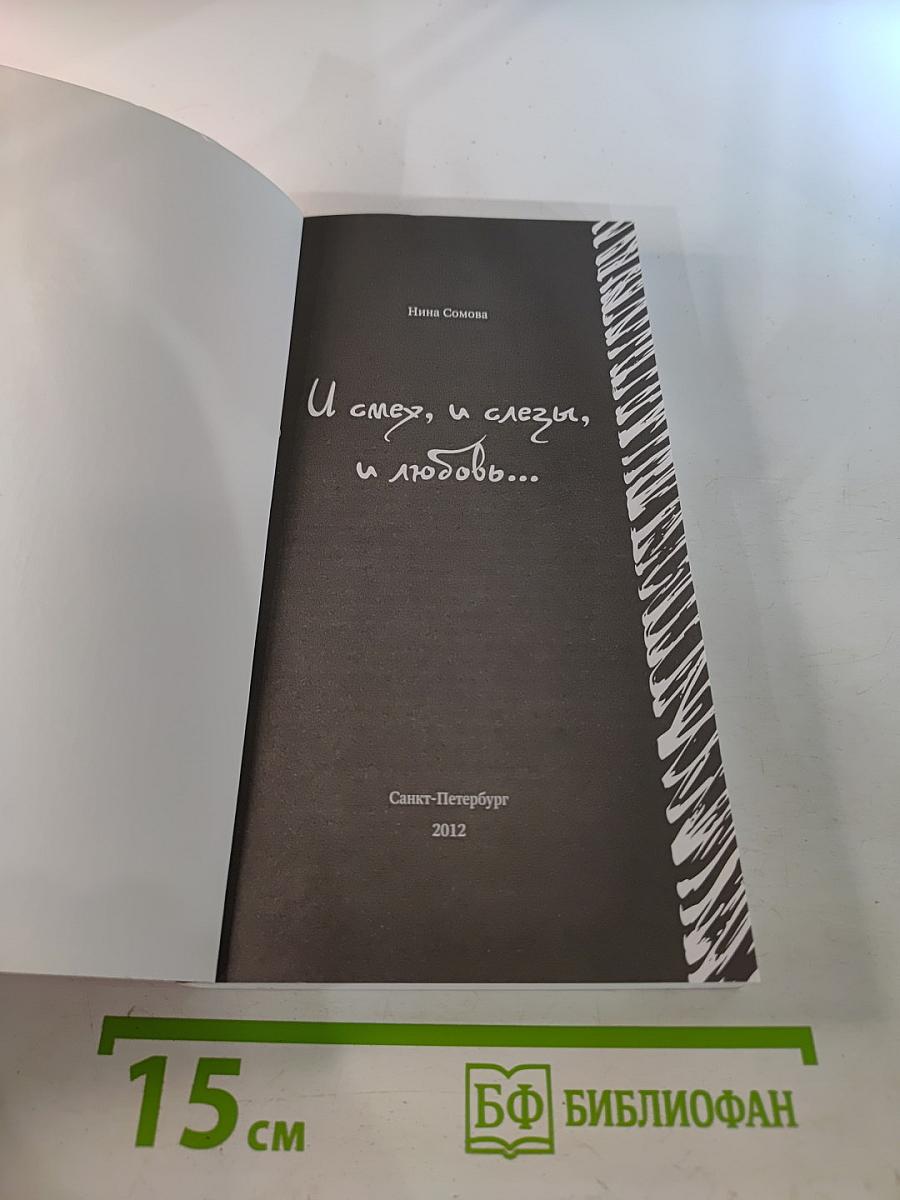 Нина Сомова
И смех, и слезы,
и любовь...
Санкт-Петербург
2012
15 см
БФ БИБЛИОФАН